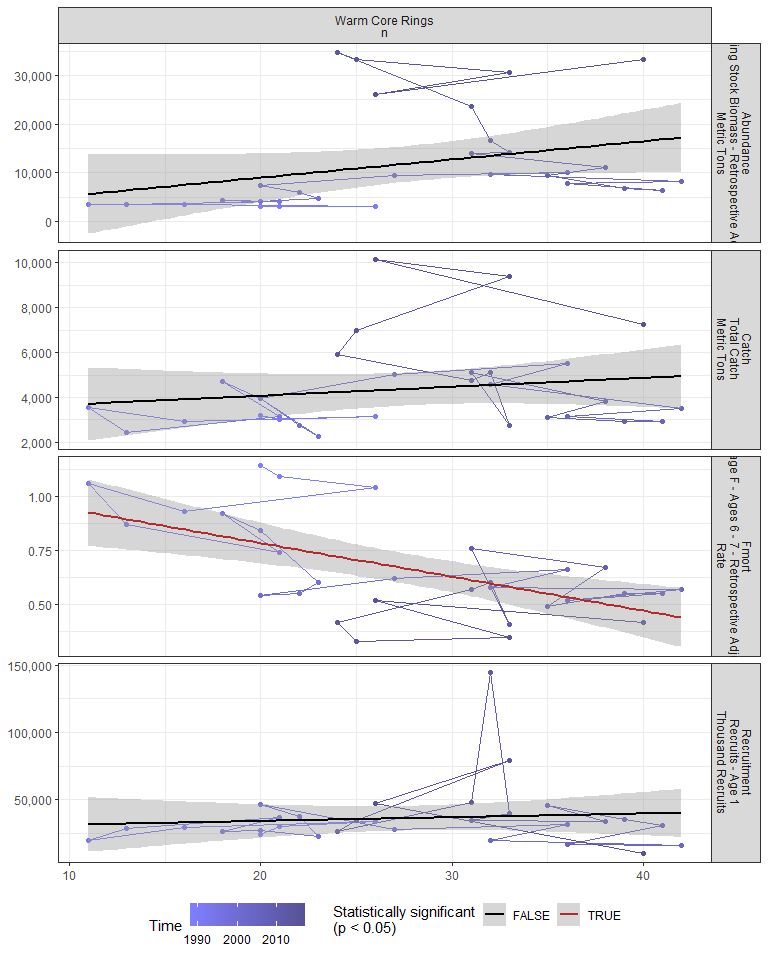 Warm Core Rings
n
30,000
20,000
10,000
0
Abundance
Stock Biomass - Retrospective
Metric Tons
10,000
8,000
6,000
4,000
2,000
Catch
Total Catch
Metric Tons
1.00
0.75
0.50
Fmort
F - Ages 6 - 7 - Retrospective
Rate
150,000
100,000
50,000
Recruitment
Recruits - Age 1
Thousand Recruits
10
20
30
40
Time
1990
2000
2010
Statistically significant
(p < 0.05)
FALSE
TRUE